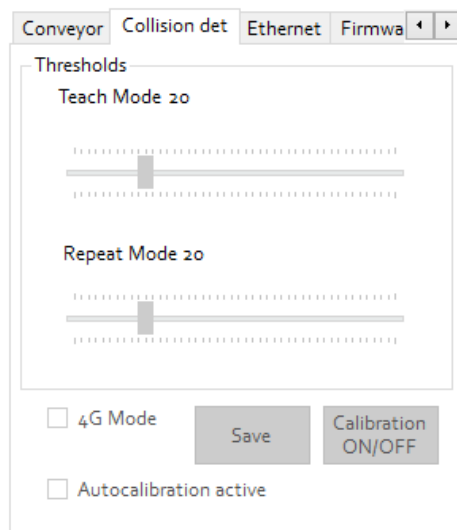 Conveyor Collision det Ethernet Firmwa
Thresholds
Teach Mode 20
Repeat Mode 20
4G Mode
Save
Calibration
ON/OFF
Autocalibration active